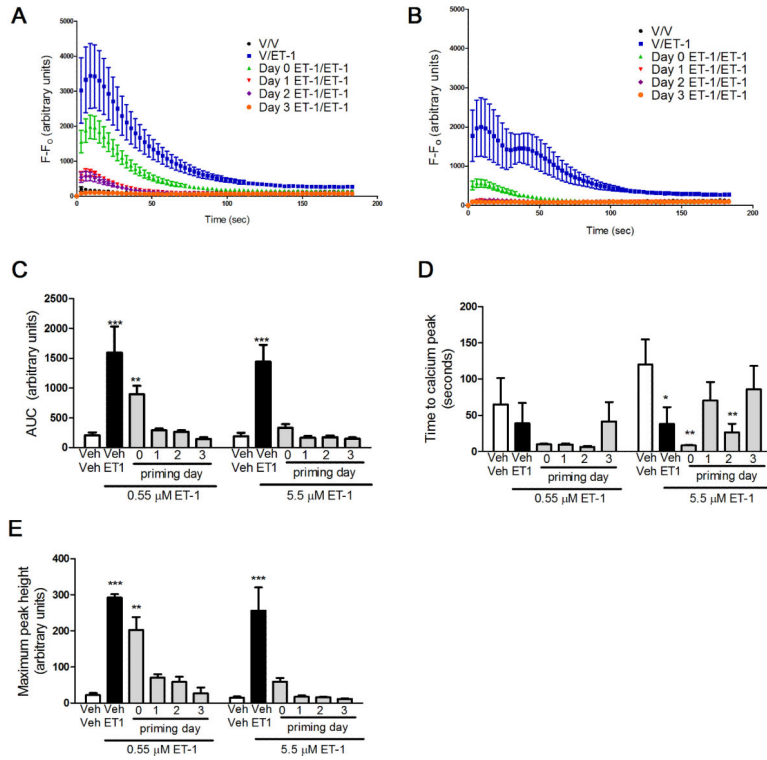 A
5000
4000
3000
2000
1000
0
0
50
100
150
200
F-F0 (arbitrary units)
Time (sec)
V/V
V/ET-1
Day 0 ET-1/ET-1
Day 1 ET-1/ET-1
Day 2 ET-1/ET-1
Day 3 ET-1/ET-1
B
5000
4000
3000
2000
1000
0
0
50
100
150
200
F-F0 (arbitrary units)
Time (sec)
V/V
V/ET-1
Day 0 ET-1/ET-1
Day 1 ET-1/ET-1
Day 2 ET-1/ET-1
Day 3 ET-1/ET-1
C
AUC (arbitrary units)
2500
2000
1500
1000
500
0
***
**
***
Veh Veh 0 1 2 3 Veh Veh 0 1 2 3
Veh ET1 priming day Veh ET1 priming day
0.55 μM ET-1 5.5 μM ET-1
D
Time to calcium peak
(seconds)
200
150
100
50
0
*
**
**
Veh Veh 0 1 2 3 Veh Veh 0 1 2 3
Veh ET1 priming day Veh ET1 priming day
0.55 μM ET-1 5.5 μM ET-1
E
Maximum peak height
(arbitrary units)
400
300
200
100
0
***
**
***
Veh Veh 0 1 2 3 Veh Veh 0 1 2 3
Veh ET1 priming day Veh ET1 priming day
0.55 μM ET-1 5.5 μM ET-1